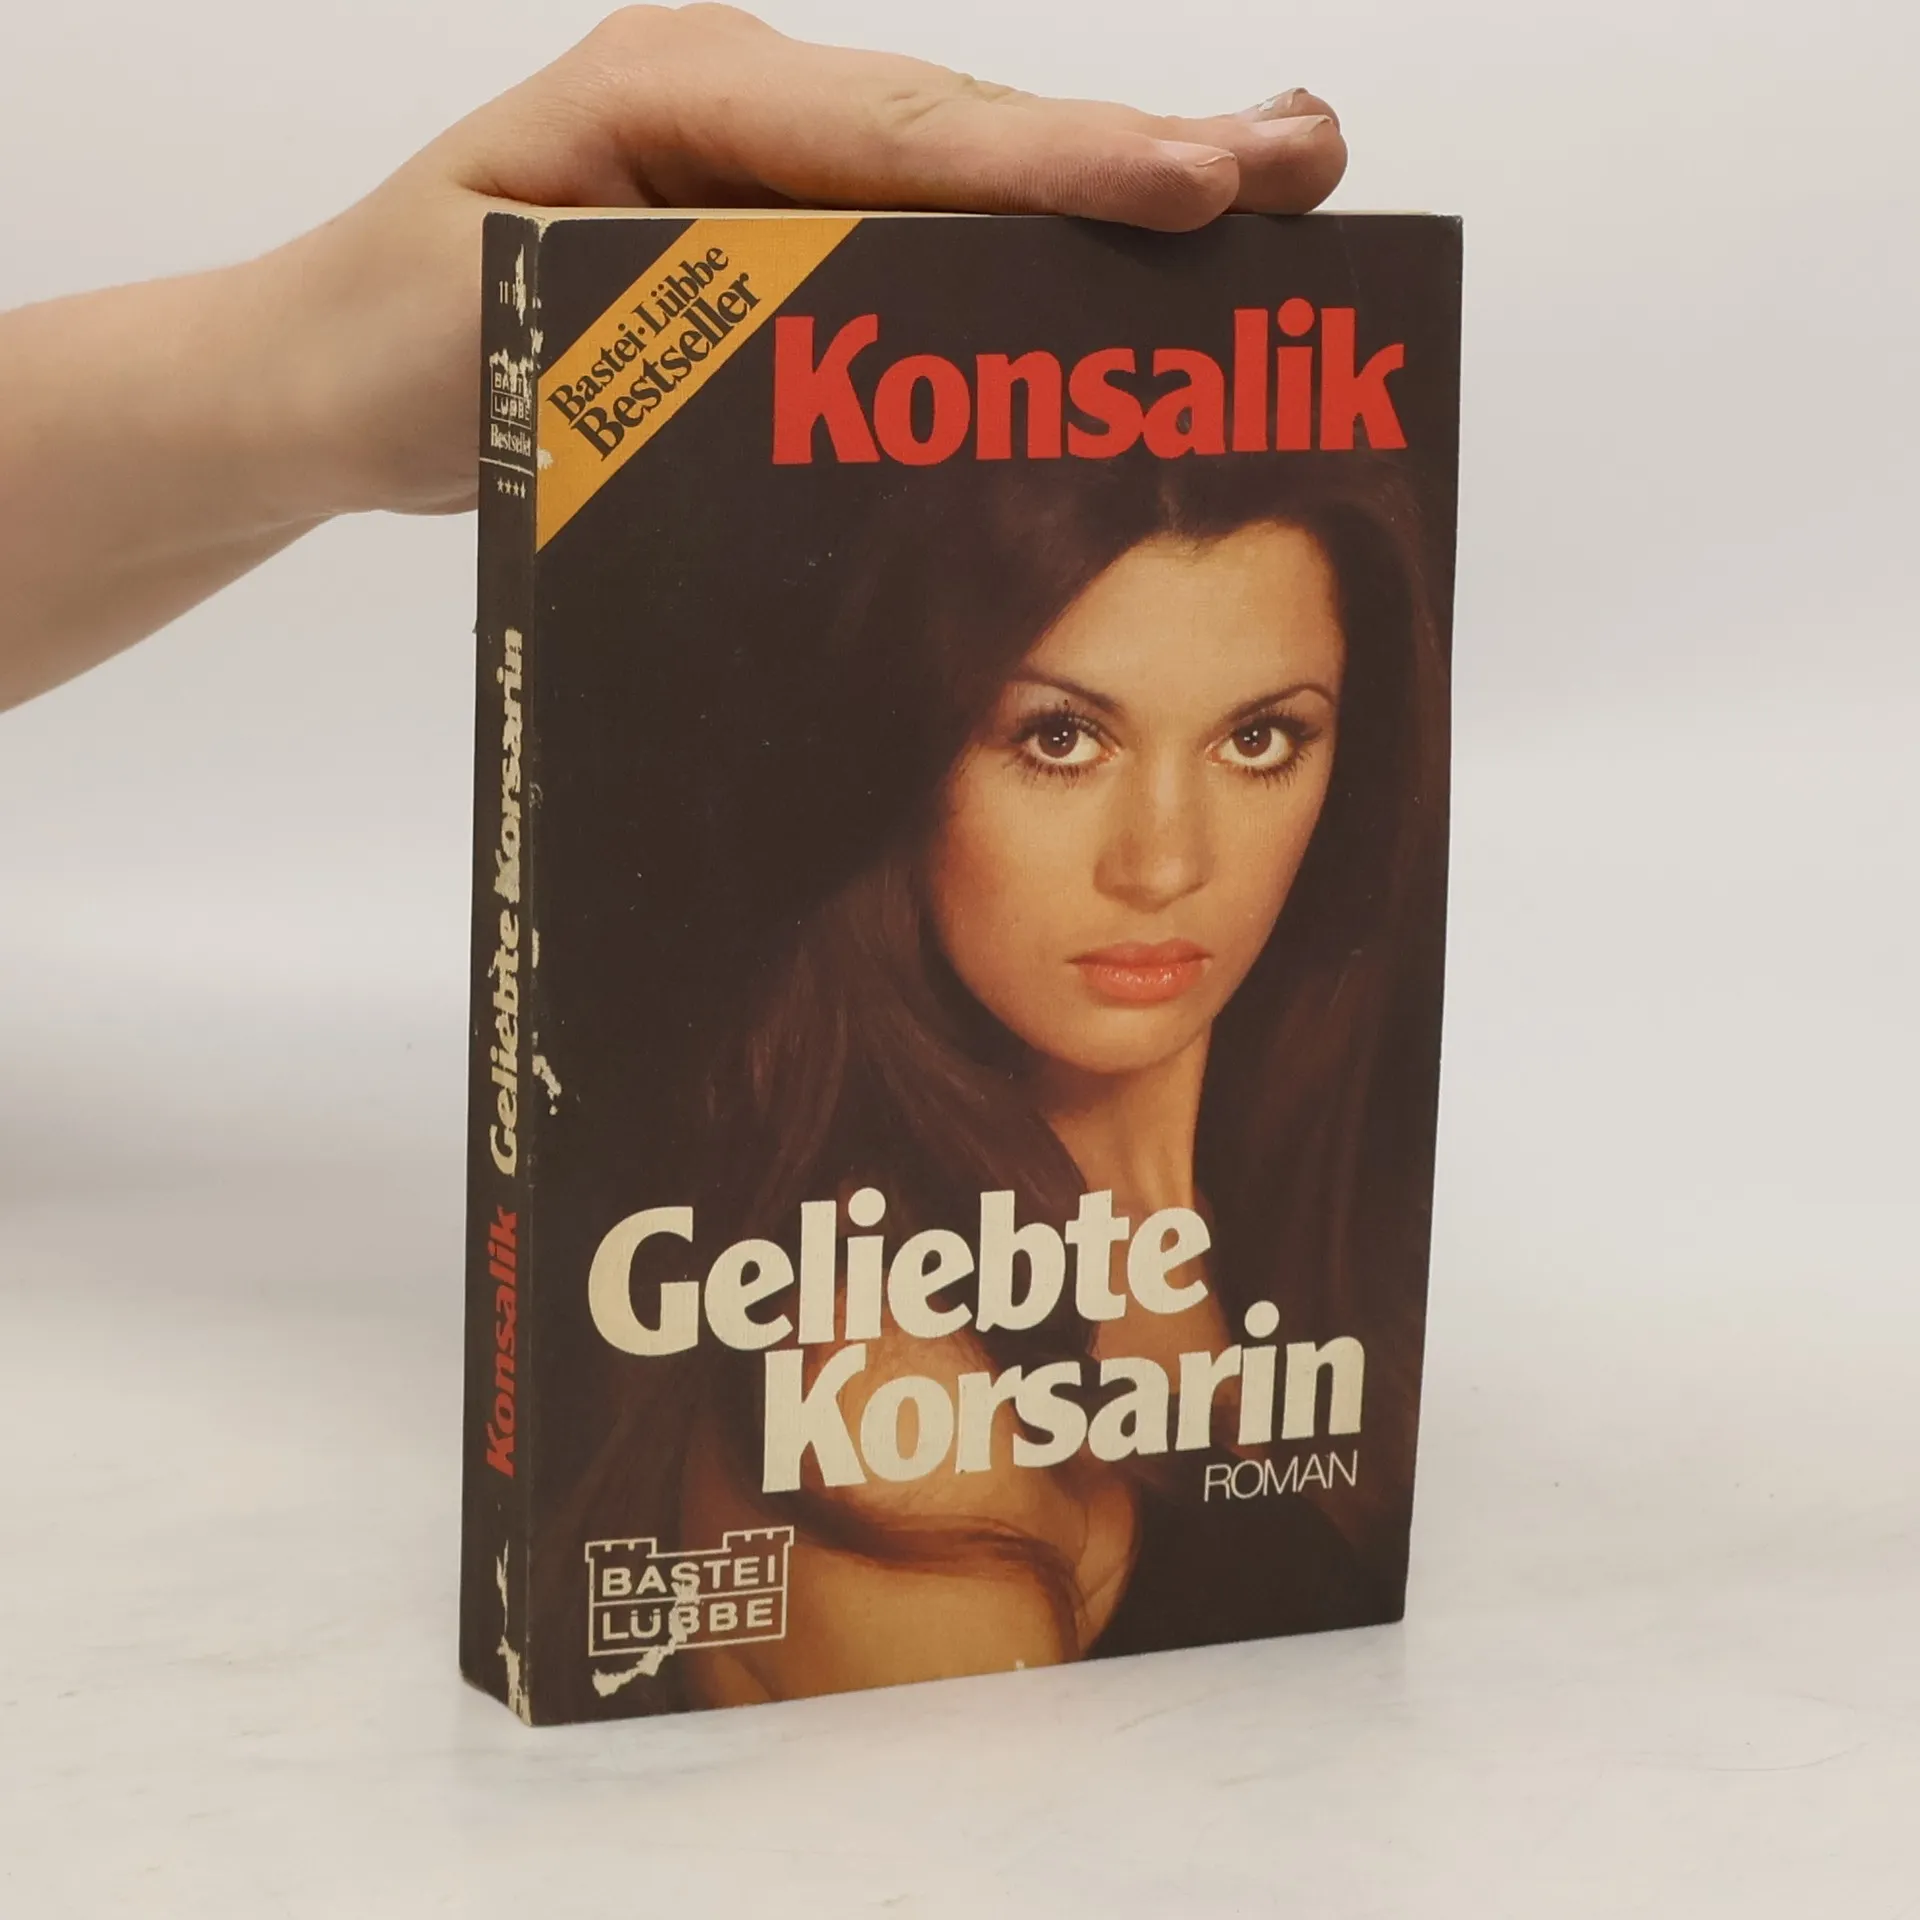 Bastei-Lübbe
Bestseller
Konsalik
Geliebte
Korsarin
ROMAN
BASTEI
LÜBBE
BASTEI
LÜBBE
Bestseller
Konsalik Geliebte Korsarin